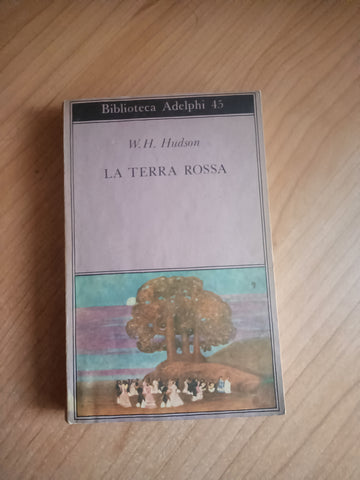 Biblioteca Adelphi 45
W. H. Hudson
LA TERRA ROSSA